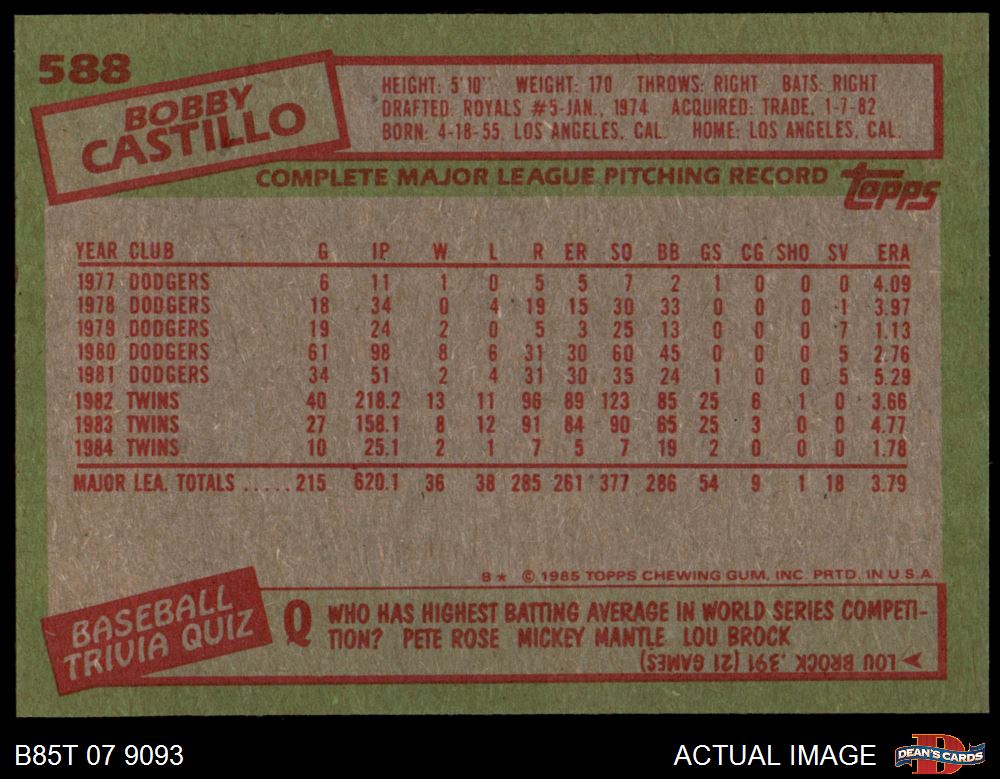 588
BOBBY
CASTILLO
HEIGHT: 5'10" WEIGHT: 170 THROWS: RIGHT BATS: RIGHT
DRAFTED: ROYALS #5-JAN., 1974 ACQUIRED: TRADE, 1-7-82
BORN: 4-18-55, LOS ANGELES, CAL. HOME: LOS ANGELES, CAL.
COMPLETE MAJOR LEAGUE PITCHING RECORD topps
YEAR CLUB G IP W L R ER SO BB GS CG SHO SV ERA
1977 DODGERS 6 11 1 0 5 5 7 2 1 0 0 0 4.09
1978 DODGERS 18 34 0 4 19 15 30 33 0 0 0 1 3.97
1979 DODGERS 19 24 2 0 5 3 25 13 0 0 0 7 1.13
1980 DODGERS 61 98 8 6 31 30 60 45 0 0 0 5 2.76
1981 DODGERS 34 51 2 4 31 30 35 24 1 0 0 5 5.29
1982 TWINS 40 218.2 13 11 96 89 123 85 25 6 1 0 3.66
1983 TWINS 27 158.1 8 12 91 84 90 65 25 3 0 0 4.77
1984 TWINS 10 25.1 2 1 7 5 7 19 2 0 0 0 1.78
MAJOR LEA. TOTALS ..... 215 620.1 36 38 285 261 377 286 54 9 1 18 3.79
B* © 1985 TOPPS CHEWING GUM, INC. PRTD. IN U.S.A
BASEBALL
TRIVIA QUIZ
Q WHO HAS HIGHEST BATTING AVERAGE IN WORLD SERIES COMPETI-
TION? PETE ROSE MICKEY MANTLE LOU BROCK
LOU BROCK, .391 (21 GAMES)
B85T 07 9093
ACTUAL IMAGE
DEAN'S CARDS